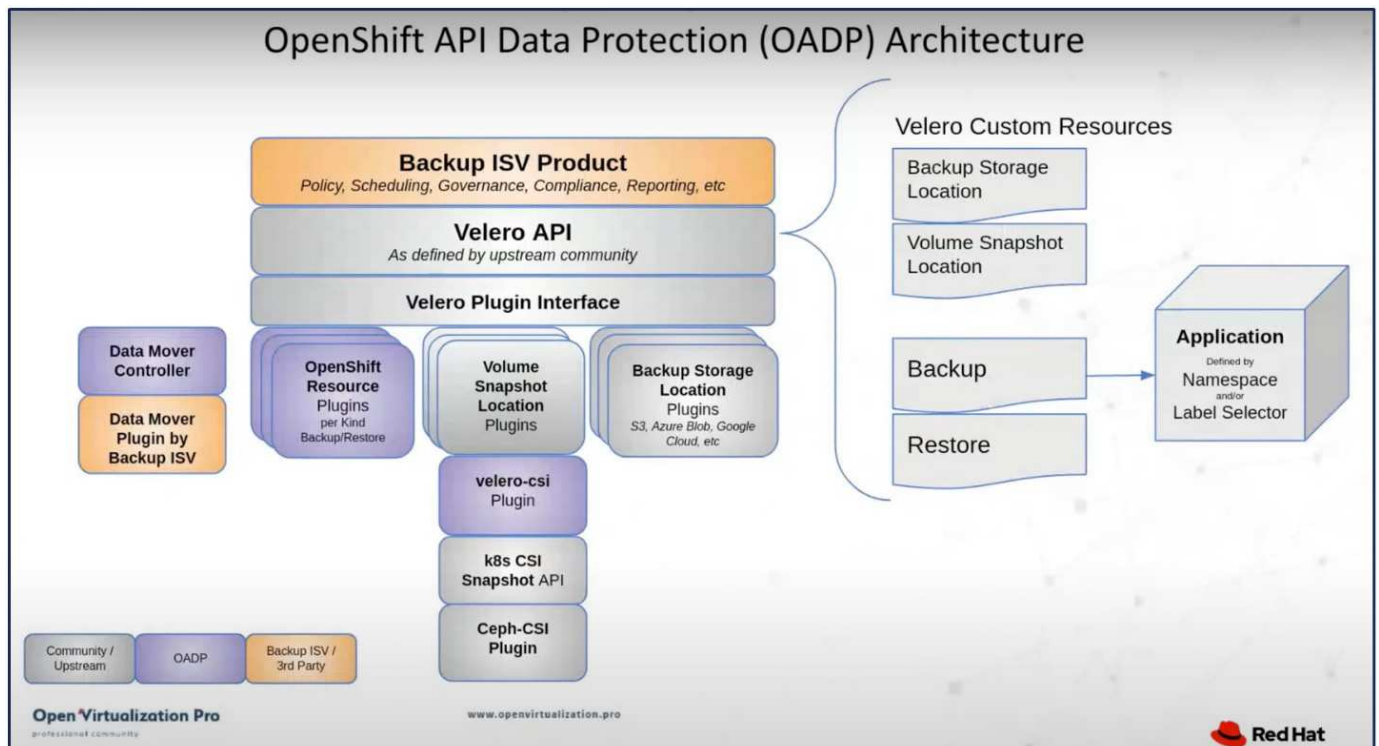 OpenShift API Data Protection (OADP) Architecture
Backup ISV Product
Policy, Scheduling, Governance, Compliance, Reporting, etc
Velero API
As defined by upstream community
Velero Plugin Interface
Data Mover
Controller
Data Mover
Plugin by
Backup ISV
OpenShift
Resource
Plugins
per Kind
Backup/Restore
Volume
Snapshot
Location
Plugins
Backup Storage
Location
Plugins
S3, Azure Blob, Google
Cloud, etc
velero-csi
Plugin
k8s CSI
Snapshot API
Ceph-CSI
Plugin
Velero Custom Resources
Backup Storage
Location
Volume Snapshot
Location
Backup
Restore
Application
Defined by
Namespace
and/or
Label Selector
Community /
Upstream
OADP
Backup ISV /
3rd Party
Open Virtualization Pro
professional community
www.openvirtualization.pro
Red Hat